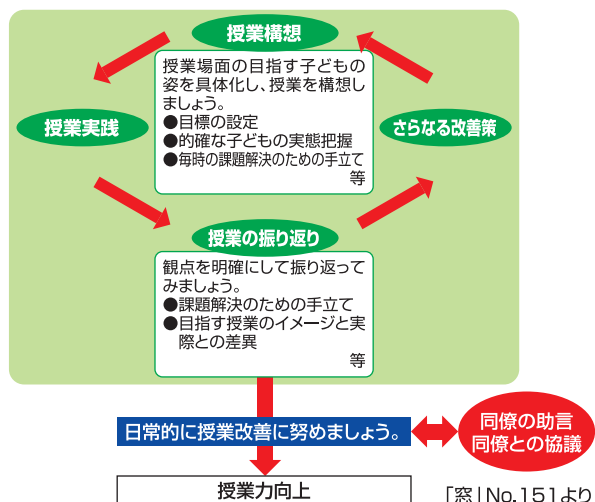 授業構想
授業場面の目指す子どもの
姿を具体化し、授業を構想し
ましょう。
●目標の設定
●的確な子どもの実態把握
●毎時の課題解決のための手立て
等
授業実践
さらなる改善策
授業の振り返り
観点を明確にして振り返って
みましょう。
●課題解決のための手立て
●目指す授業のイメージと実
際との差異
等
日常的に授業改善に努めましょう。
同僚の助言
同僚との協議
授業力向上
「窓」No.151より